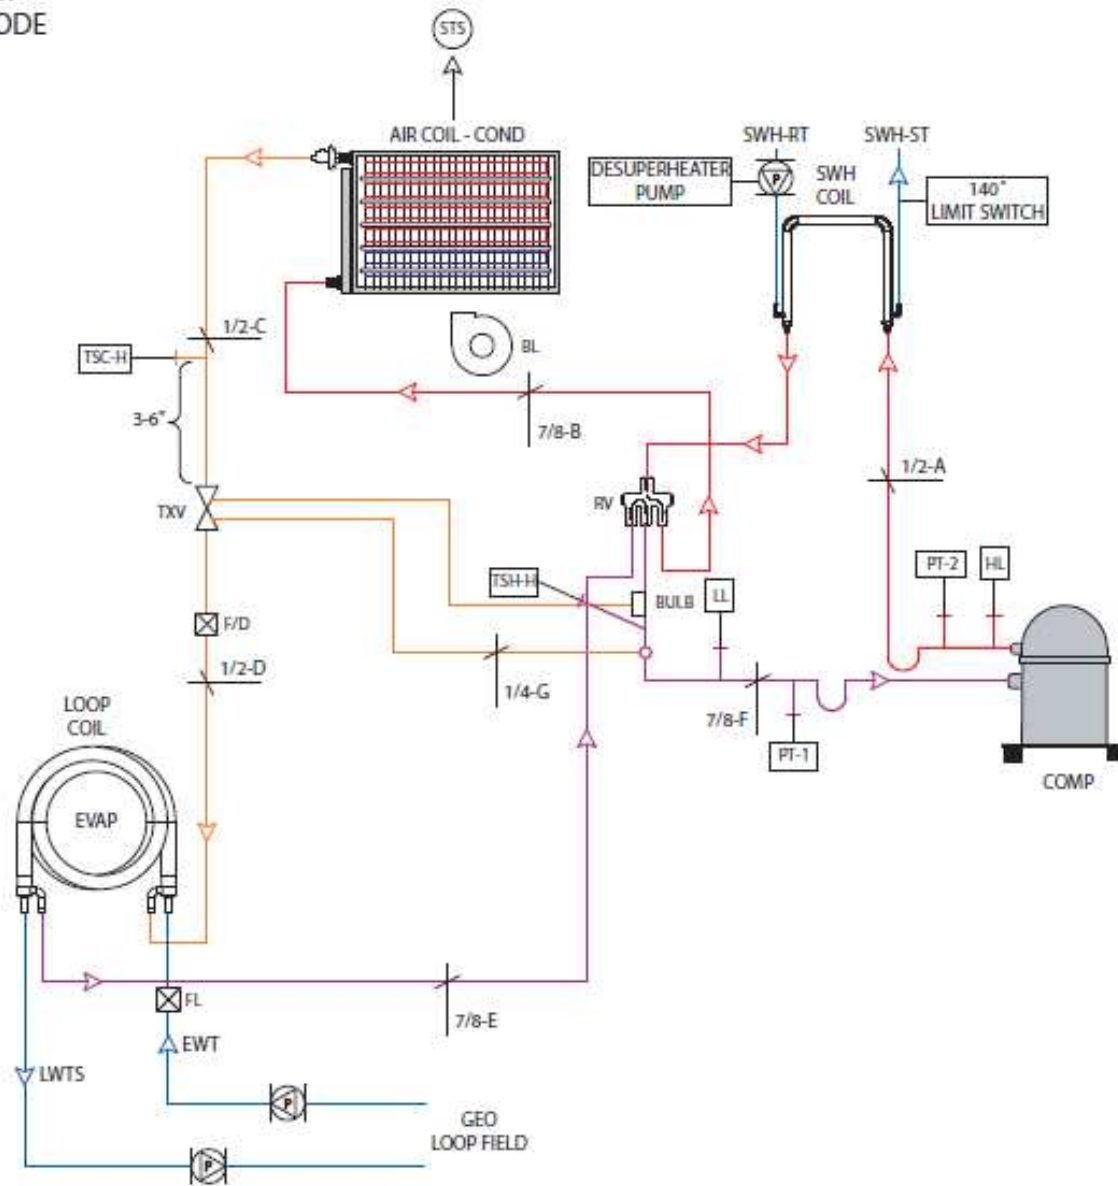 ODE
STS
AIR COIL - COND
SWH-RT
SWH-ST
DESUPERHEATER
PUMP
P
SWH
COIL
140°
LIMIT SWITCH
1/2-C
TSC-H
BL
3-6"
7/8-B
1/2-A
TXV
RV
PT-2
HL
TSH-H
BULB
LL
F/D
1/2-D
1/4-G
7/8-F
LOOP
COIL
PT-1
EVAP
COMP
FL
7/8-E
EWT
LWTS
P
GEO
LOOP FIELD
P